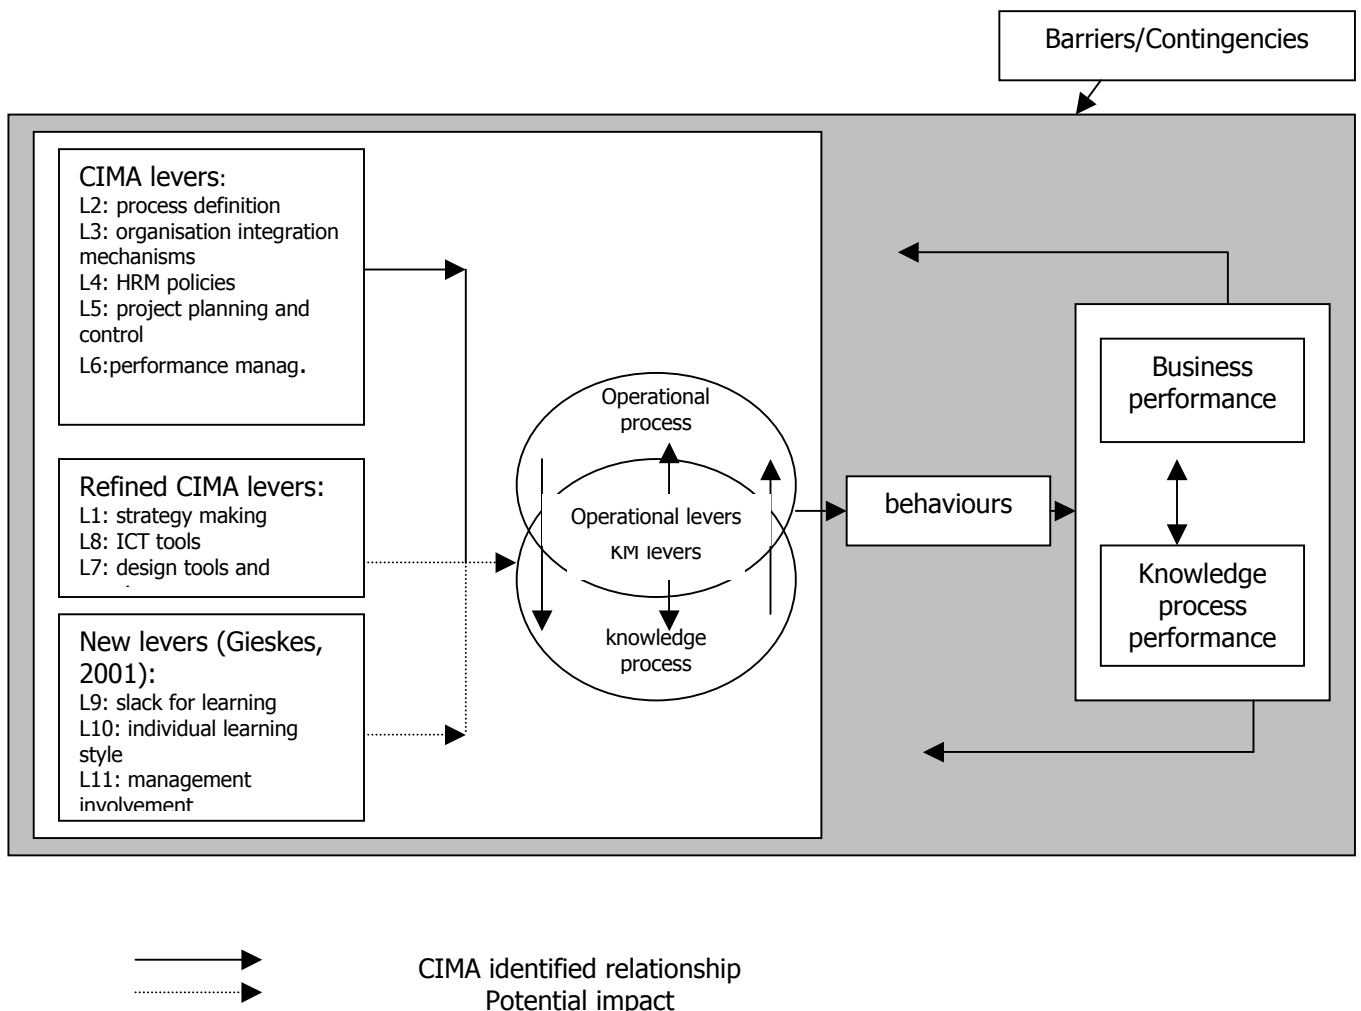 Barriers/Contingencies
CIMA levers:
L2: process definition
L3: organisation integration
mechanisms
L4: HRM policies
L5: project planning and
control
L6:performance manag.
Refined CIMA levers:
L1: strategy making
L8: ICT tools
L7: design tools and
New levers (Gieskes,
2001):
L9: slack for learning
L10: individual learning
style
L11: management
involvement
Operational
process
Operational levers
KM levers
knowledge
process
behaviours
Business
performance
Knowledge
process
performance
CIMA identified relationship
Potential impact